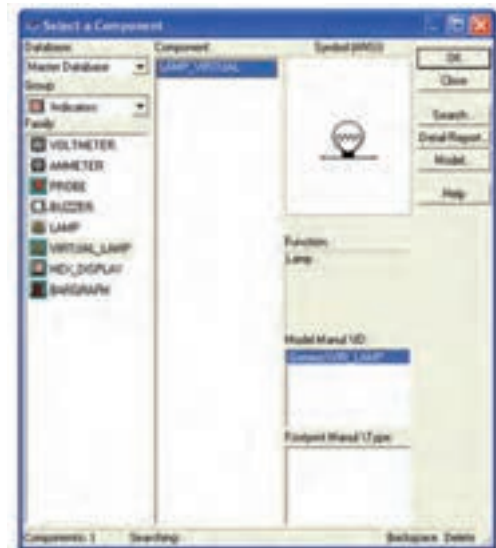 Select a Component
Database:
Master Database
Group:
Indicators
Family:
VOLTMETER
AMMETER
PROBE
BUZZER
LAMP
VIRTUAL_LAMP
HEX_DISPLAY
BARGRAPH
Component:
LAMP_VIRTUAL
Symbol (ANSI)
Function:
Lamp
Model Manuf.\ID:
Generic\VIR_LAMP
Footprint Manuf.\Type:
OK
Close
Search...
Detail Report...
Model...
Help
Components: 1
Searching:
Backspace Delete